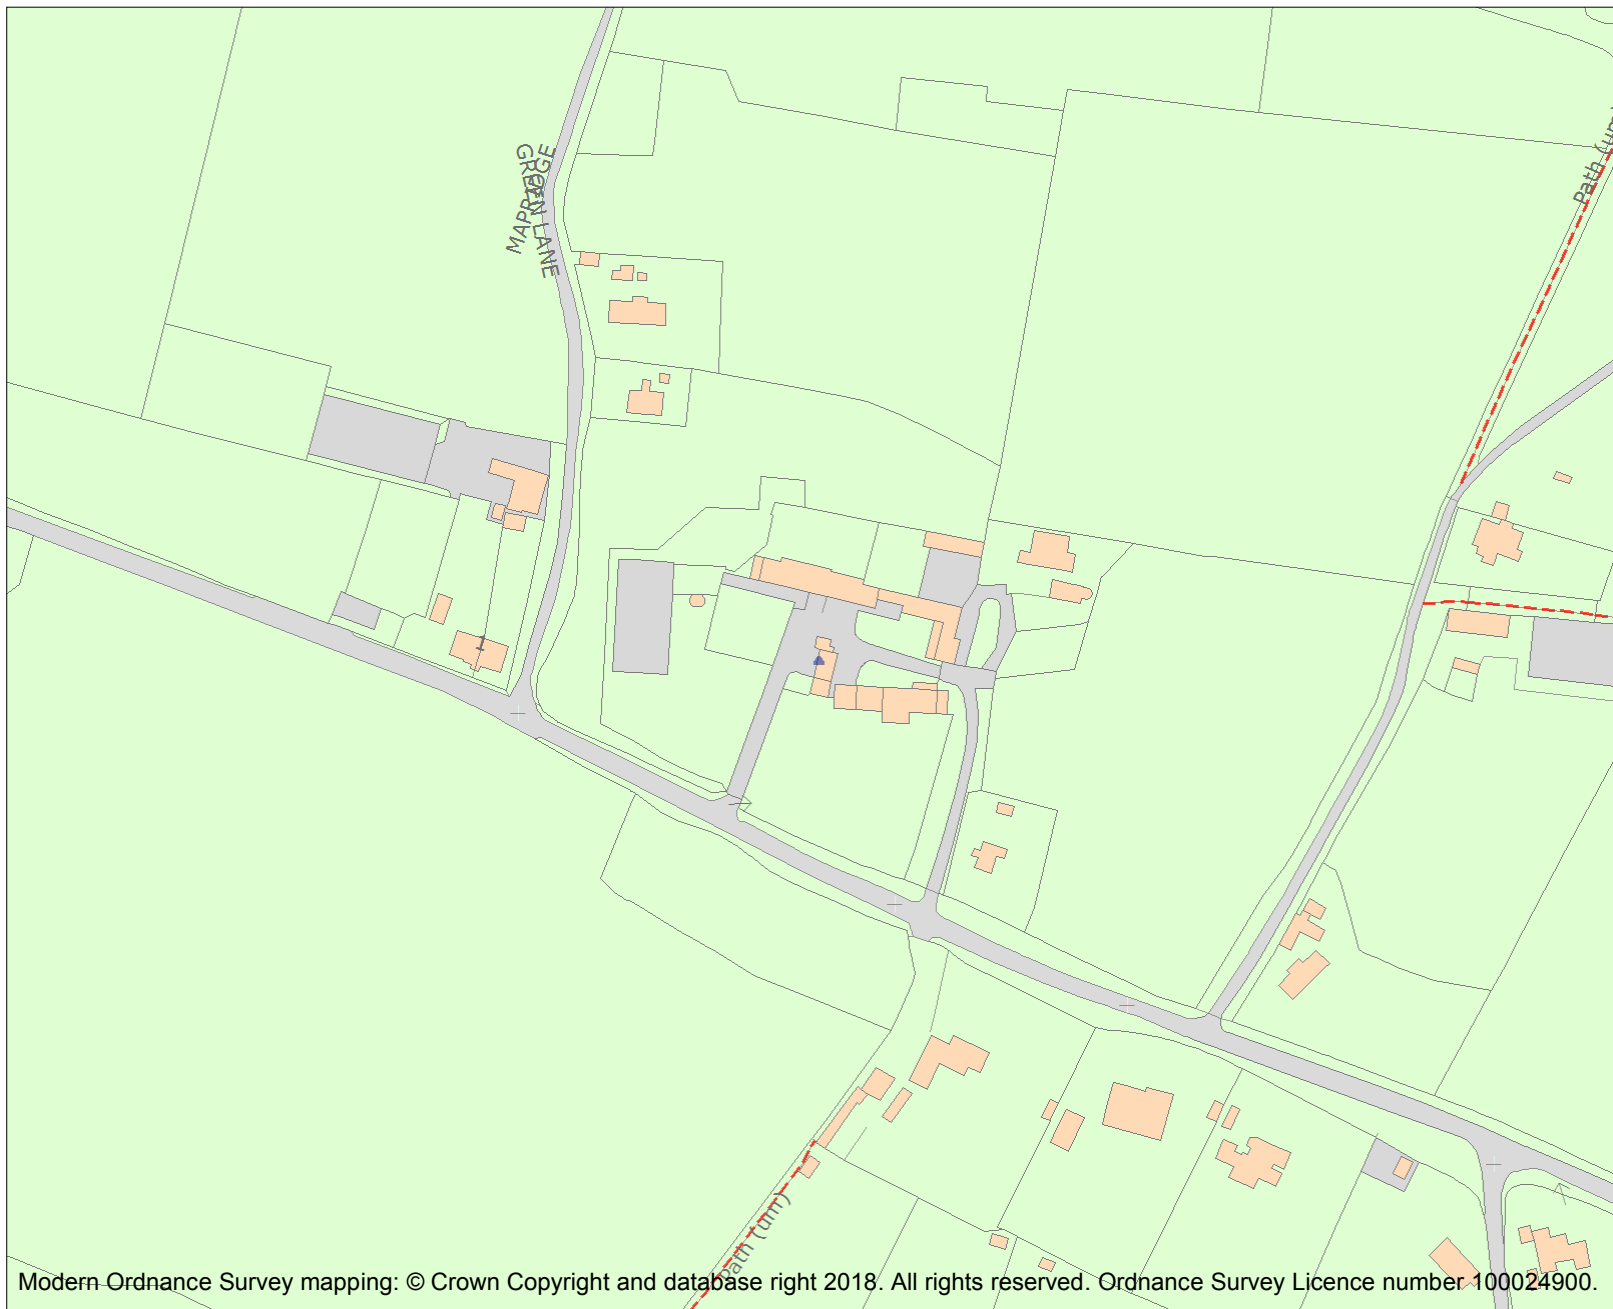 MAPRIDGE
GREEN LANE
Path (um)
1
Path (um)
Modern Ordnance Survey mapping: © Crown Copyright and database right 2018. All rights reserved. Ordnance Survey Licence number 100024900.